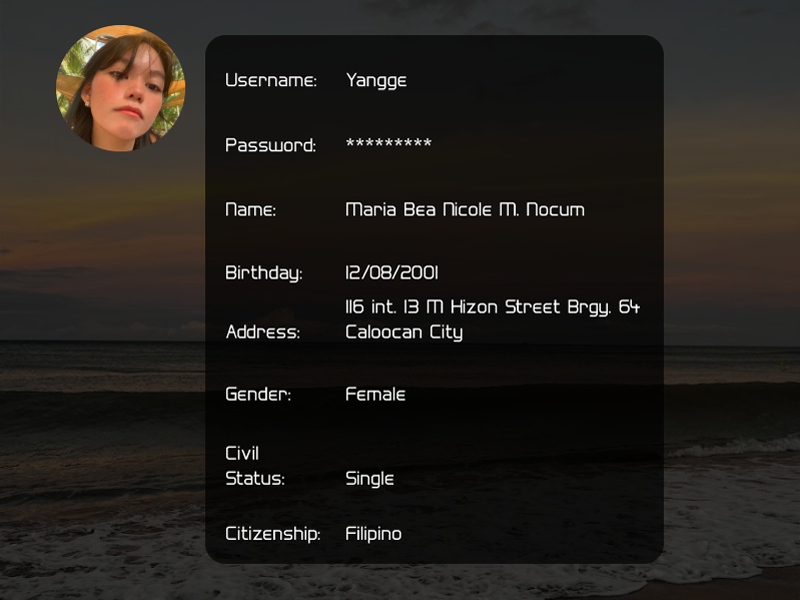 Username: Yangge
Password: *********
Name: Maria Bea Nicole M. Nocum
Birthday: 12/08/2001
116 int. 13 M Hizon Street Brgy. 64
Address: Caloocan City
Gender: Female
Civil
Status: Single
Citizenship: Filipino